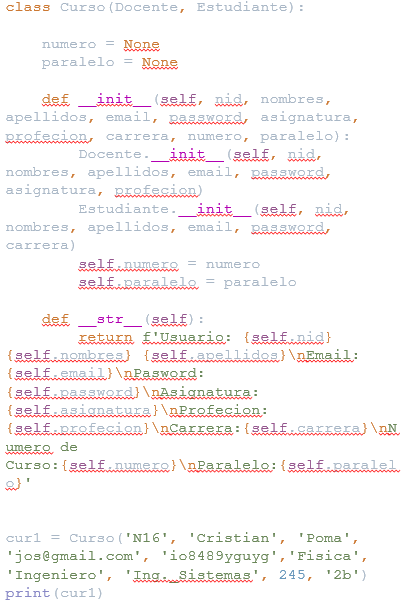 class Curso(Docente, Estudiante):
numero = None
paralelo = None
def __init__(self, nid, nombres,
apellidos, email, password, asignatura,
profecion, carrera, numero, paralelo):
Docente.__init__(self, nid,
nombres, apellidos, email, password,
asignatura, profecion)
Estudiante.__init__(self, nid,
nombres, apellidos, email, password,
carrera)
self.numero = numero
self.paralelo = paralelo
def __str__(self):
return f'Usuario: {self.nid}
{self.nombres} {self.apellidos}\nEmail:
{self.email}\nPasword:
{self.password}\nAsignatura:
{self.asignatura}\nProfecion:
{self.profecion}\nCarrera:{self.carrera}\nN
umero de
Curso:{self.numero}\nParalelo:{self.paralel
o}'
cur1 = Curso('N16', 'Cristian', 'Poma',
'jos@gmail.com', 'io8489yguyg','Fisica',
'Ingeniero', 'Ing._Sistemas', 245, '2b')
print(cur1)